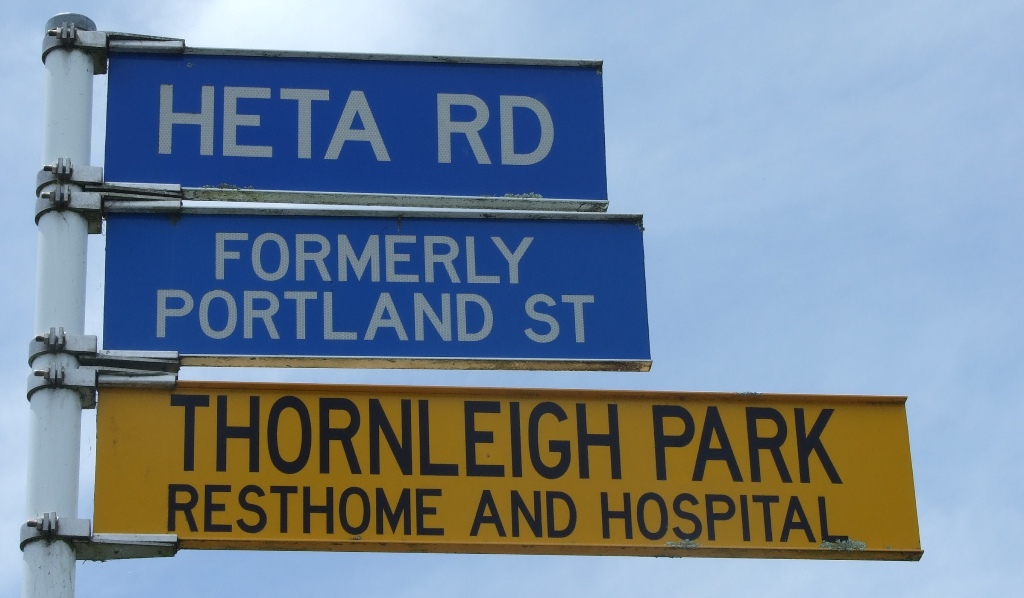 HETA RD
FORMERLY
PORTLAND ST
THORNLEIGH PARK
RESTHOME AND HOSPITAL